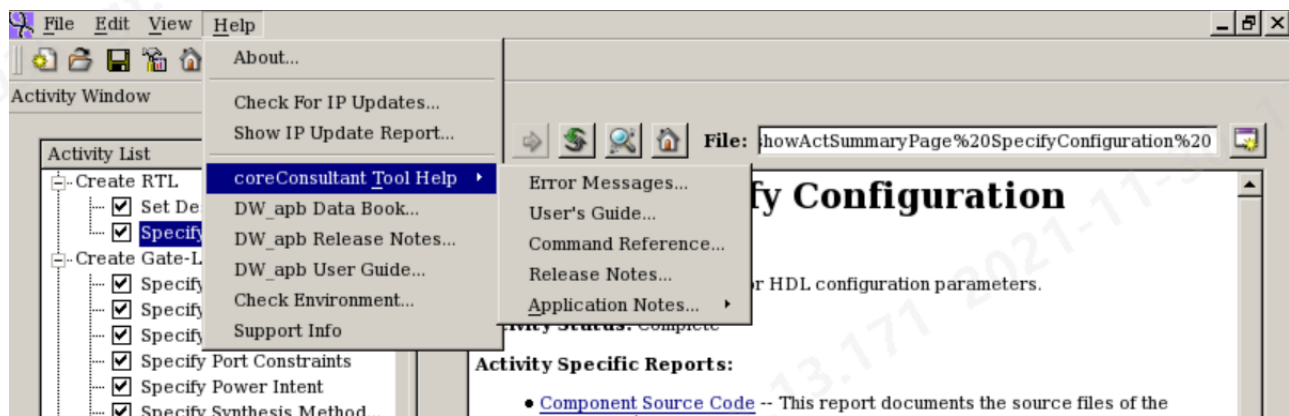 File Edit View Help
About...
Activity Window
Check For IP Updates...
Show IP Update Report...
File: howActSummaryPage%20SpecifyConfiguration%20
Activity List
Create RTL
Set De
Specify
Create Gate-L
Specify
Specify
Specify
Specify Port Constraints
Specify Power Intent
Specify Synthesis Method...
coreConsultant Tool Help
DW_apb Data Book...
DW_apb Release Notes...
DW_apb User Guide...
Check Environment...
Support Info
Error Messages...
User's Guide...
Command Reference...
Release Notes...
Application Notes...
fy Configuration
r HDL configuration parameters.
Activity Specific Reports:
Component Source Code -- This report documents the source files of the